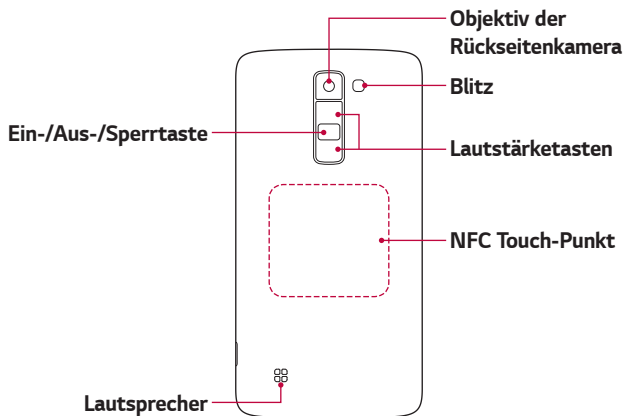 Objektiv der
Rückseitenkamera
Blitz
Ein-/Aus-/Sperrtaste
Lautstärketasten
NFC Touch-Punkt
Lautsprecher